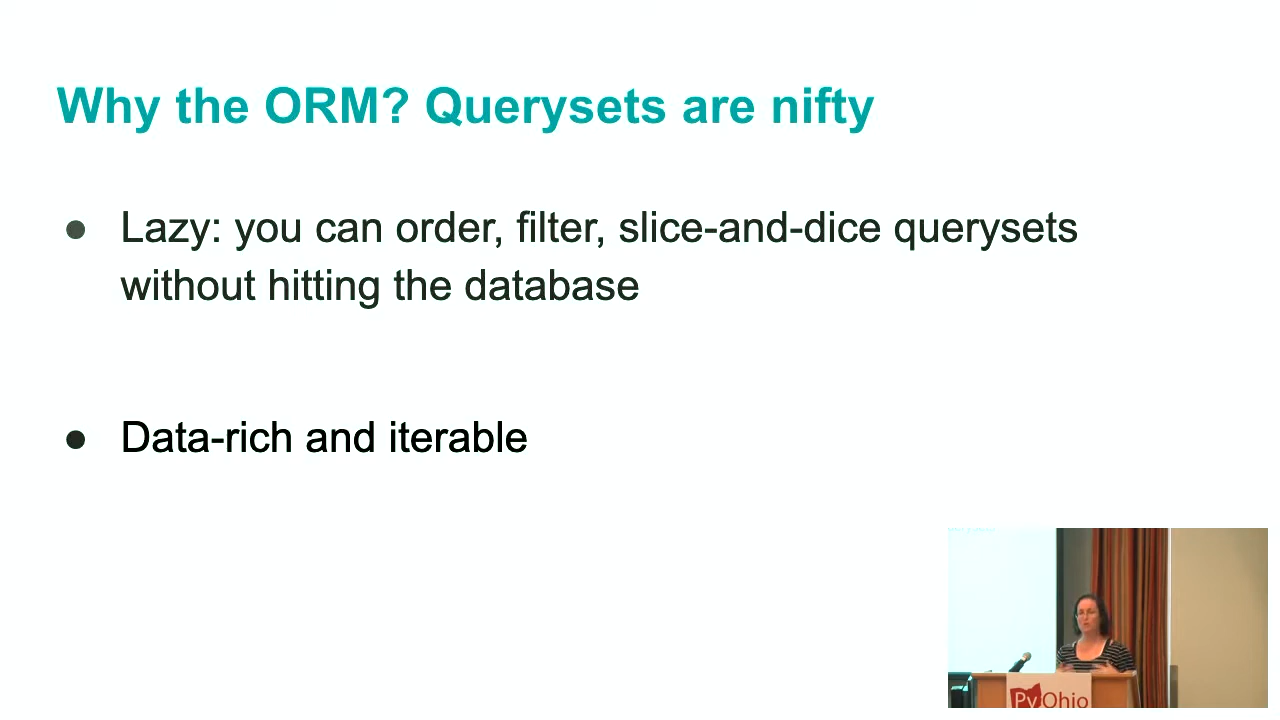 Why the ORM? Querysets are nifty
● Lazy: you can order, filter, slice-and-dice querysets
without hitting the database
● Data-rich and iterable
PyOhio